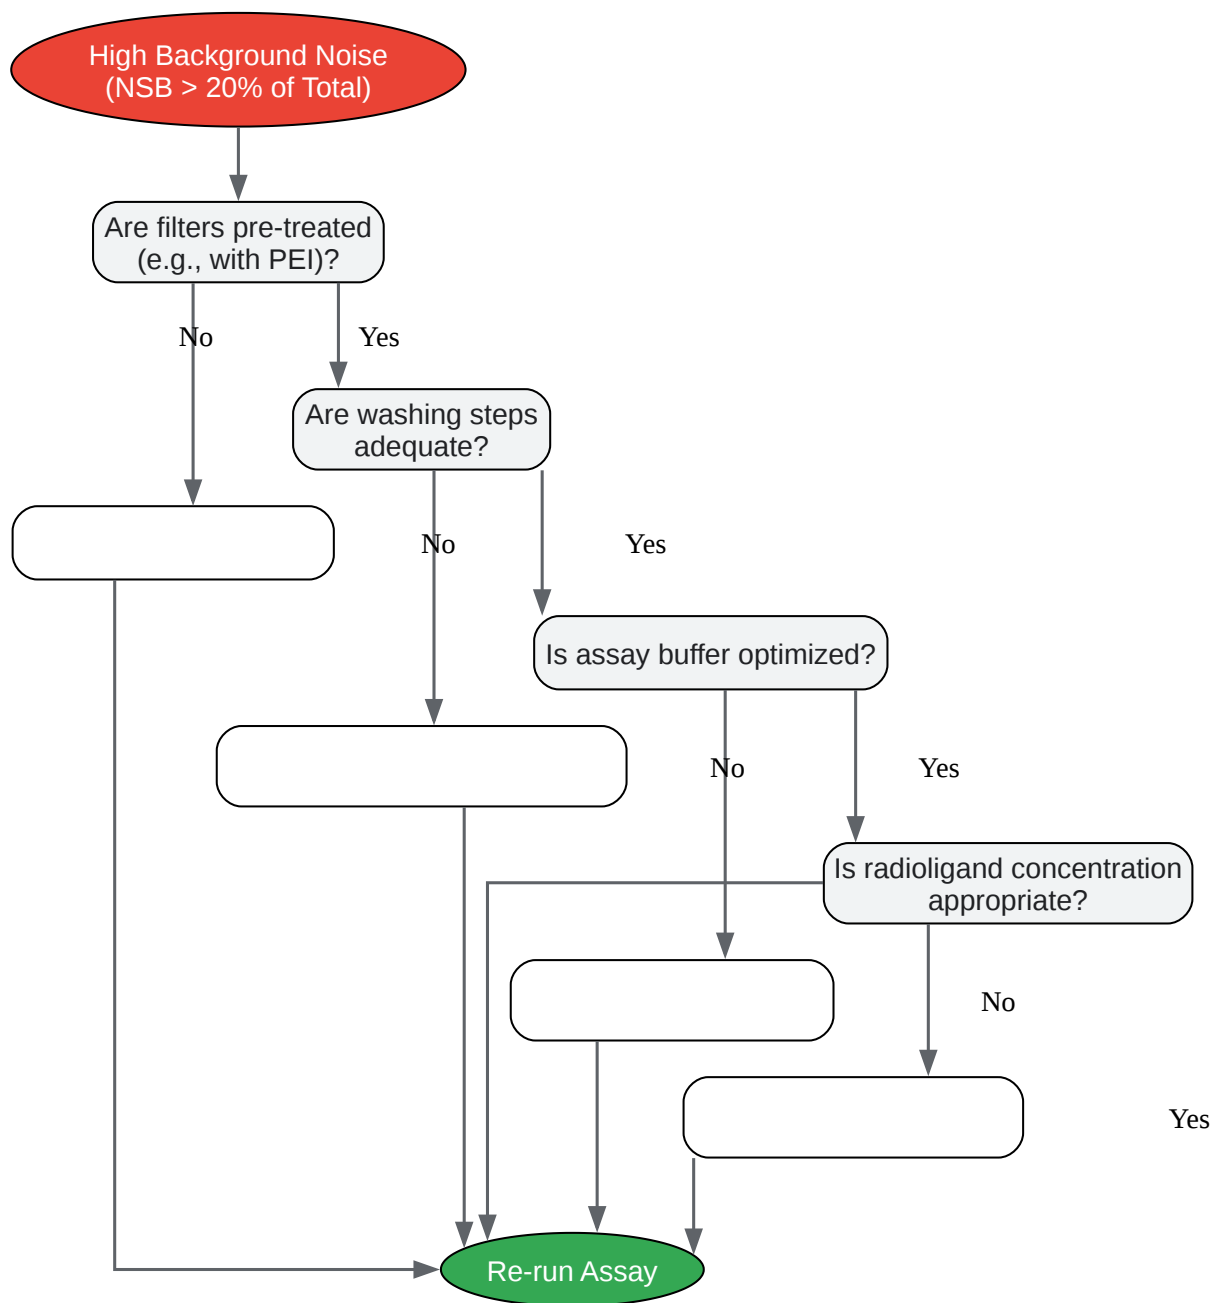 High Background Noise
(NSB > 20% of Total)
Are filters pre-treated
(e.g., with PEI)?
No
Yes
Are washing steps
adequate?
No
Yes
Is assay buffer optimized?
No
Yes
Is radioligand concentration
appropriate?
No
Yes
Re-run Assay